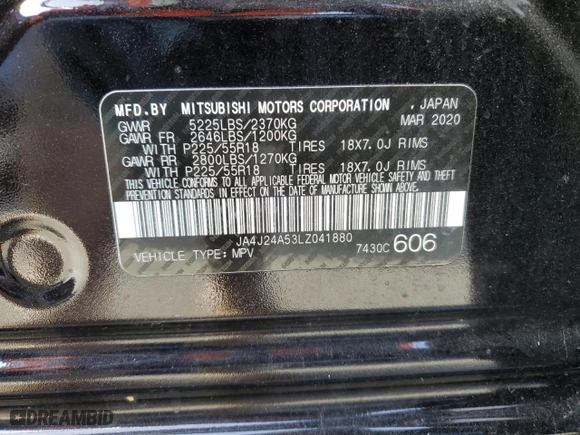 MFD.BY MITSUBISHI MOTORS CORPORATION , JAPAN
GVWR 5225LBS/2370KG MAR 2020
GAWR FR 2646LBS/1200KG
WITH P225/55R18 TIRES 18X7.0J RIMS
GAWR RR 2800LBS/1270KG
WITH P225/55R18 TIRES 18X7.0J RIMS
THIS VEHICLE CONFORMS TO ALL APPLICABLE FEDERAL MOTOR VEHICLE SAFETY AND THEFT
PREVENTION STANDARDS IN EFFECT ON THE DATE OF MANUFACTURE SHOWN ABOVE.
JA4J24A53LZ041880
VEHICLE TYPE: MPV 7430C 606
DREAMBID